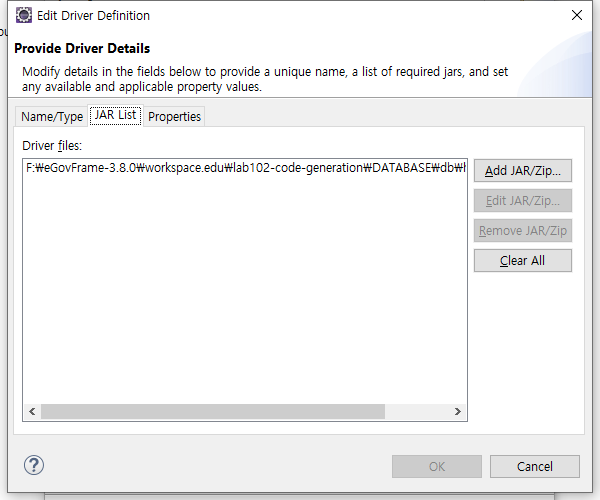 Edit Driver Definition
Provide Driver Details
Modify details in the fields below to provide a unique name, a list of required jars, and set
any available and applicable property values.
Name/Type JAR List Properties
Driver files:
F:₩eGovFrame-3.8.0₩workspace.edu₩lab102-code-generation₩DATABASE₩db₩
Add JAR/Zip...
Edit JAR/Zip...
Remove JAR/Zip
Clear All
OK Cancel